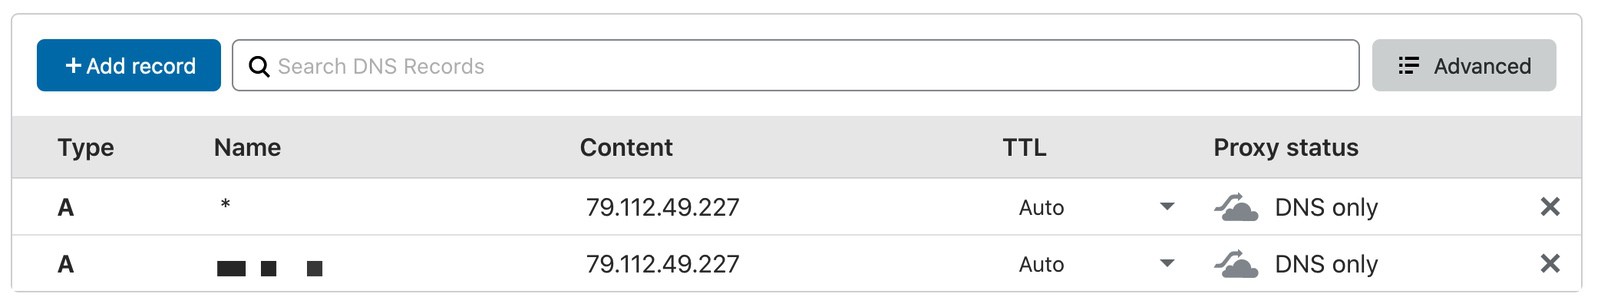 + Add record Search DNS Records Advanced
Type Name Content TTL Proxy status
A * 79.112.49.227 Auto DNS only
A 79.112.49.227 Auto DNS only